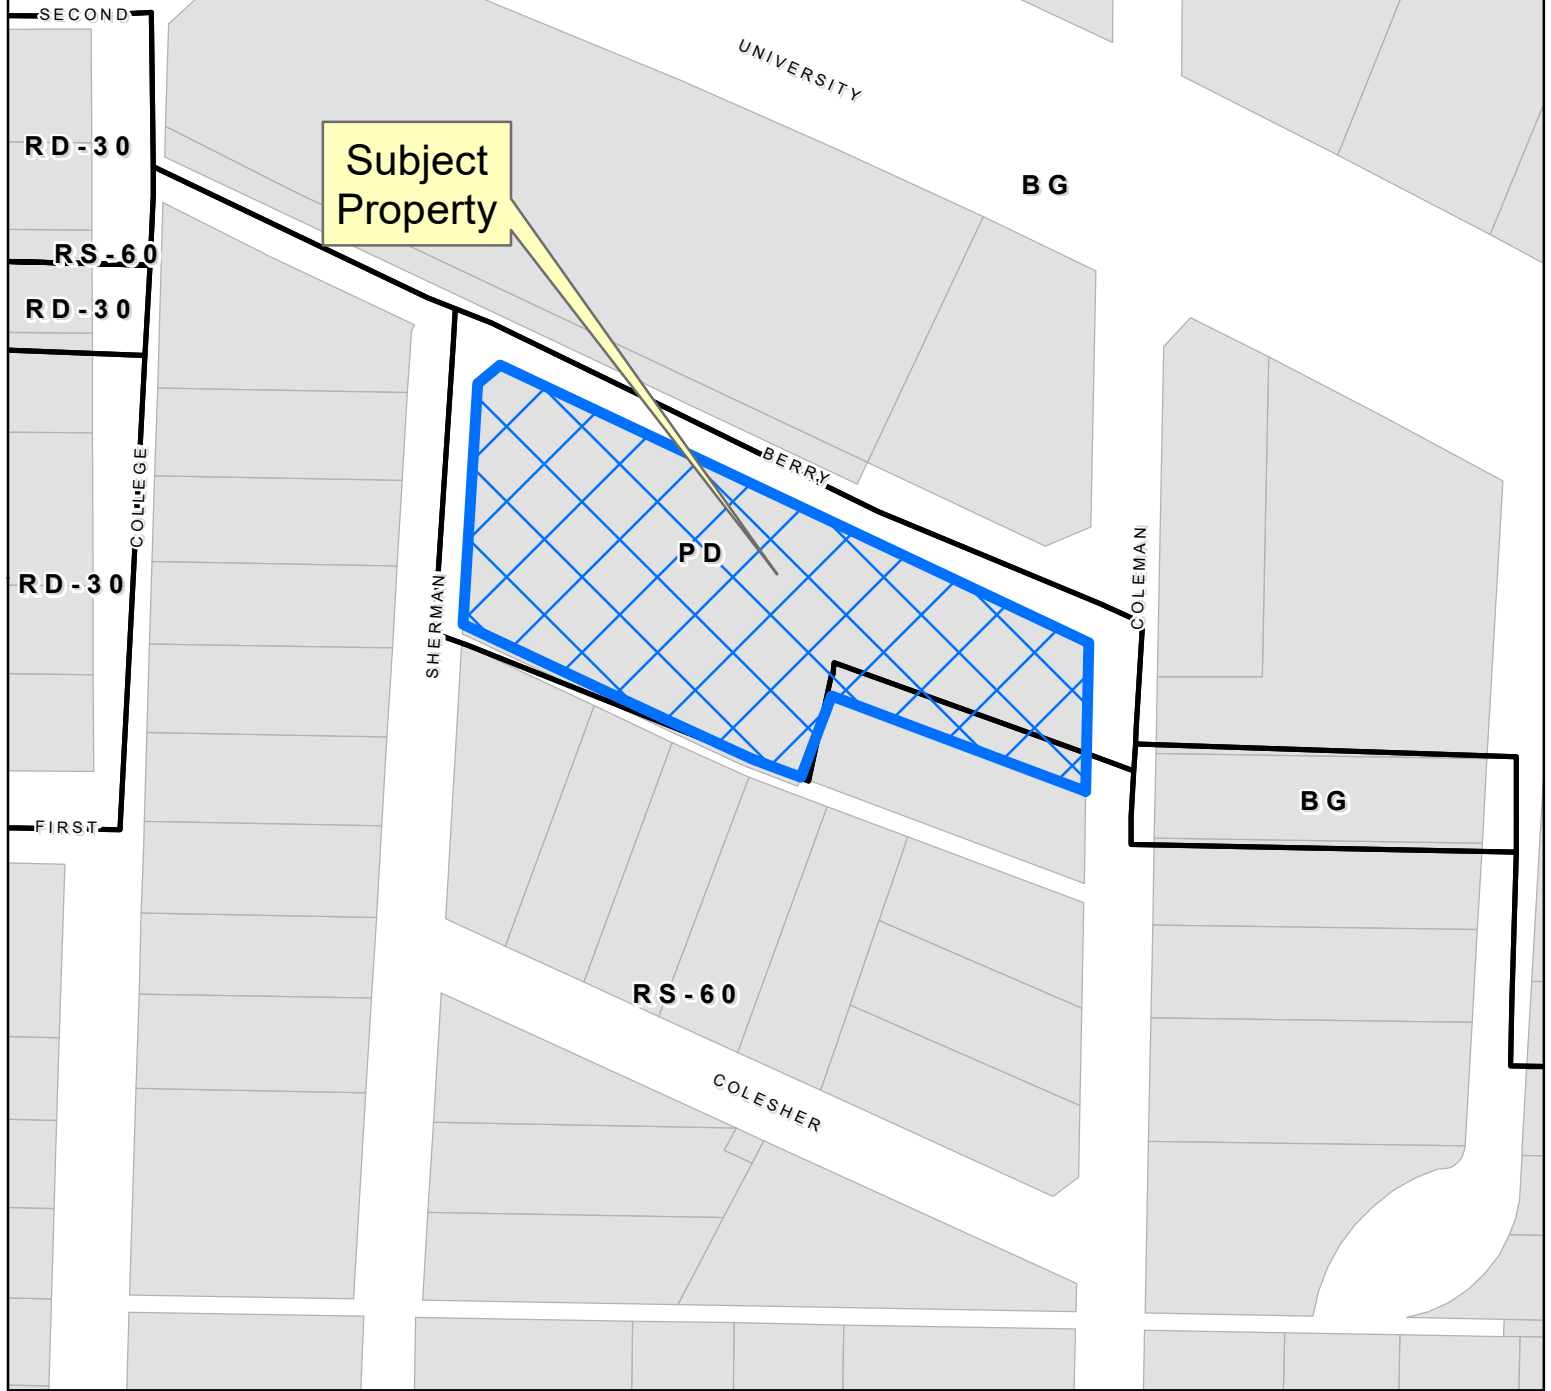 SECOND
UNIVERSITY
RD-30
Subject
Property
BG
RS-60
RD-30
BERRY
COLLEGE
PD
COLEMAN
RD-30
SHERMAN
BG
FIRST
RS-60
COLESHER